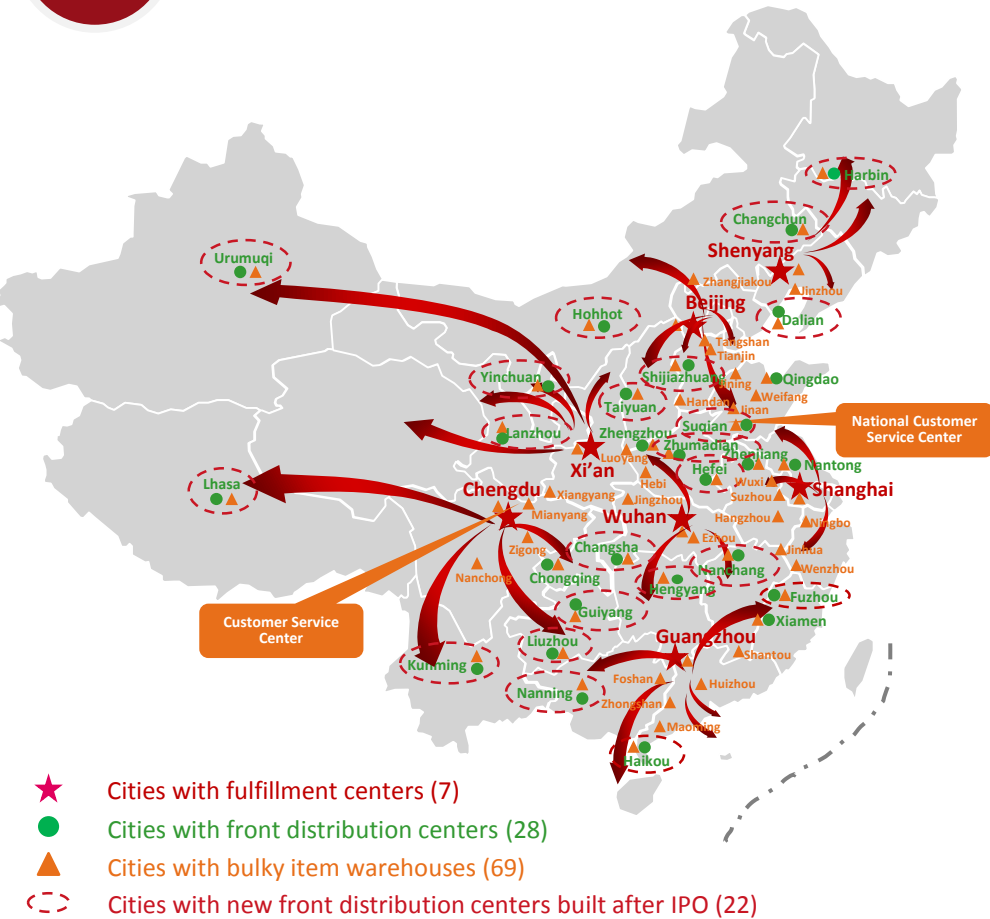 Harbin
Changchun
Shenyang
Urumuqi
Zhangjiakou
Jinzhou
Beijing
Hohhot
Dalian
Tangshan
Tianjin
Yinchuan
Shijiazhuang
Jining
Qingdao
Taiyuan
Handan
Weifang
Jinan
National Customer
Service Center
Suqian
Lanzhou
Zhengzhou
Zhumadian
Luoyang
Zhenjiang
Nantong
Xi'an
Hefei
Hebi
Wuxi
Lhasa
Chengdu
Xiangyang
Jingzhou
Suzhou
Shanghai
Mianyang
Wuhan
Hangzhou
Ningbo
Zigong
Changsha
Ezhou
Jinhua
Nanchong
Chongqing
Hengyang
Nanchang
Wenzhou
Fuzhou
Guiyang
Xiamen
Customer Service
Center
Liuzhou
Guangzhou
Shantou
Kunming
Foshan
Huizhou
Nanning
Zhongshan
Maoming
Haikou
Cities with fulfillment centers (7)
Cities with front distribution centers (28)
Cities with bulky item warehouses (69)
Cities with new front distribution centers built after IPO (22)